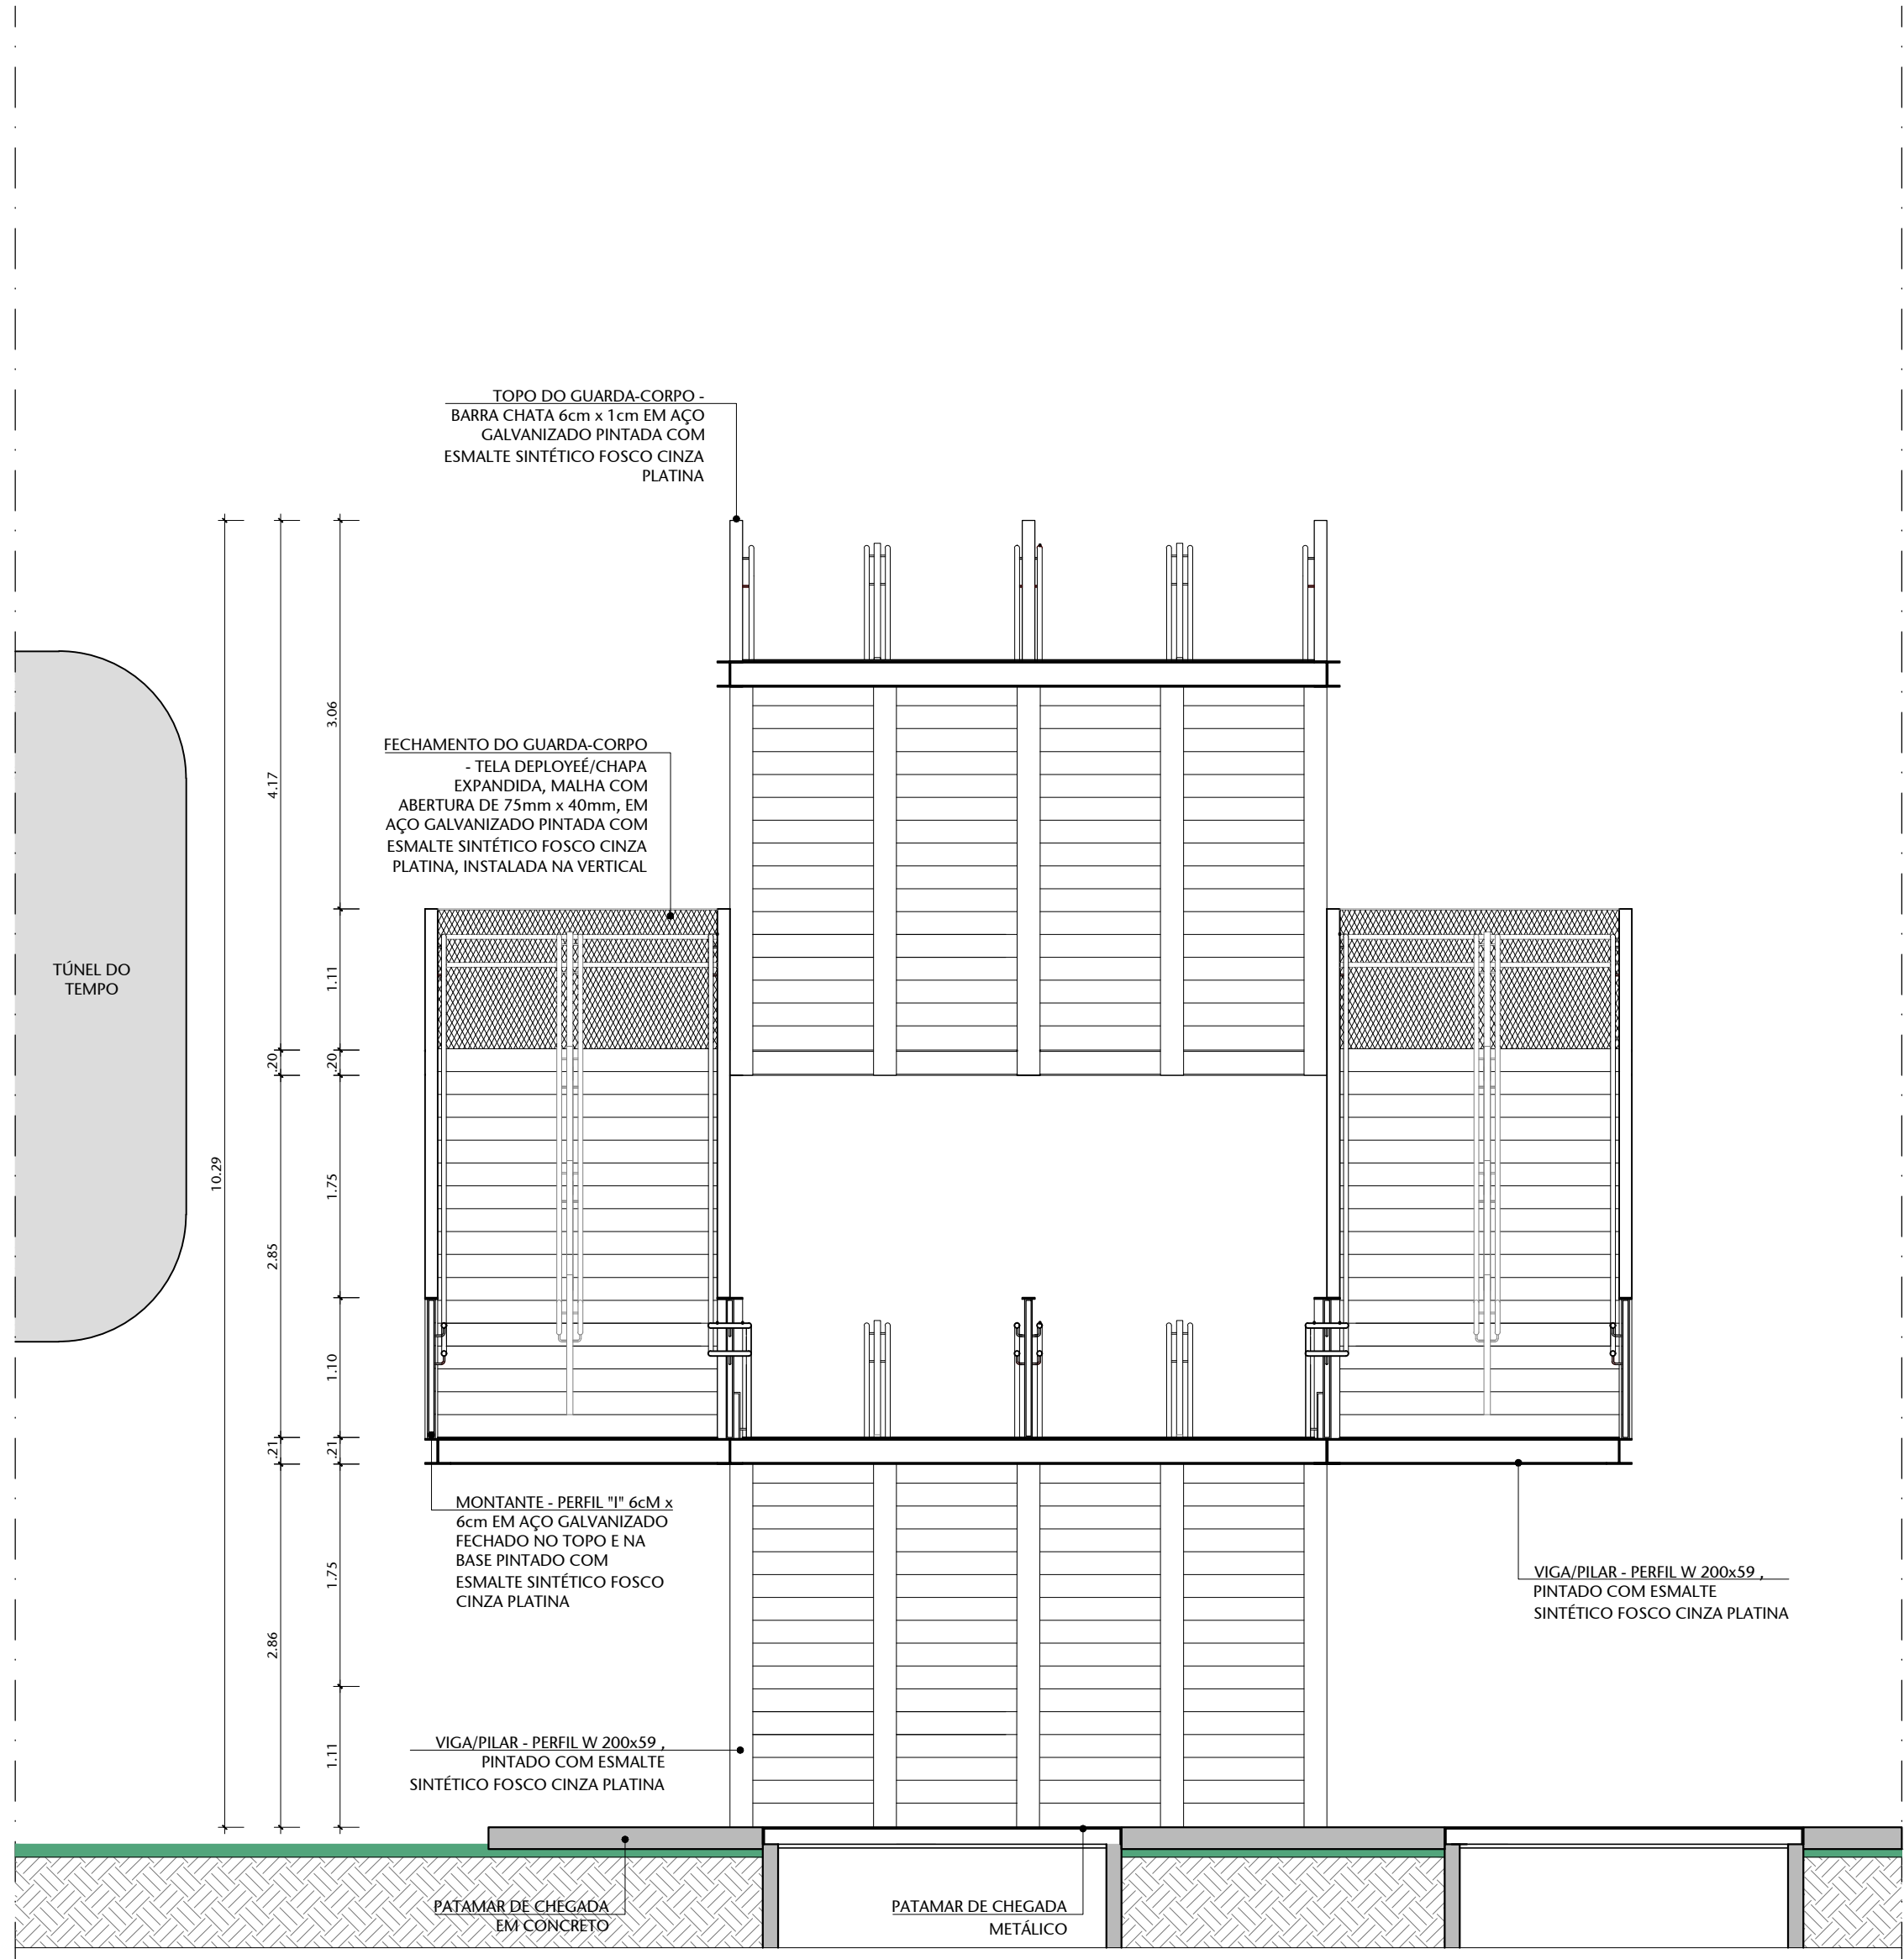 TOPO DO GUARDA-CORPO -
BARRA CHATA 6cm x 1cm EM AÇO
GALVANIZADO PINTADA COM
ESMALTE SINTÉTICO FOSCO CINZA
PLATINA
3.06
4.17
FECHAMENTO DO GUARDA-CORPO
- TELA DEPLOYEÉ/CHAPA
EXPANDIDA, MALHA COM
ABERTURA DE 75mm x 40mm, EM
AÇO GALVANIZADO PINTADA COM
ESMALTE SINTÉTICO FOSCO CINZA
PLATINA, INSTALADA NA VERTICAL
TÚNEL DO
TEMPO
1.11
.20
.20
10.29
1.75
2.85
1.10
.21
.21
MONTANTE - PERFIL "I" 6cM x
6cm EM AÇO GALVANIZADO
FECHADO NO TOPO E NA
BASE PINTADO COM
ESMALTE SINTÉTICO FOSCO
CINZA PLATINA
1.75
VIGA/PILAR - PERFIL W 200x59 ,
PINTADO COM ESMALTE
SINTÉTICO FOSCO CINZA PLATINA
2.86
1.11
VIGA/PILAR - PERFIL W 200x59 ,
PINTADO COM ESMALTE
SINTÉTICO FOSCO CINZA PLATINA
PATAMAR DE CHEGADA
EM CONCRETO
PATAMAR DE CHEGADA
METÁLICO